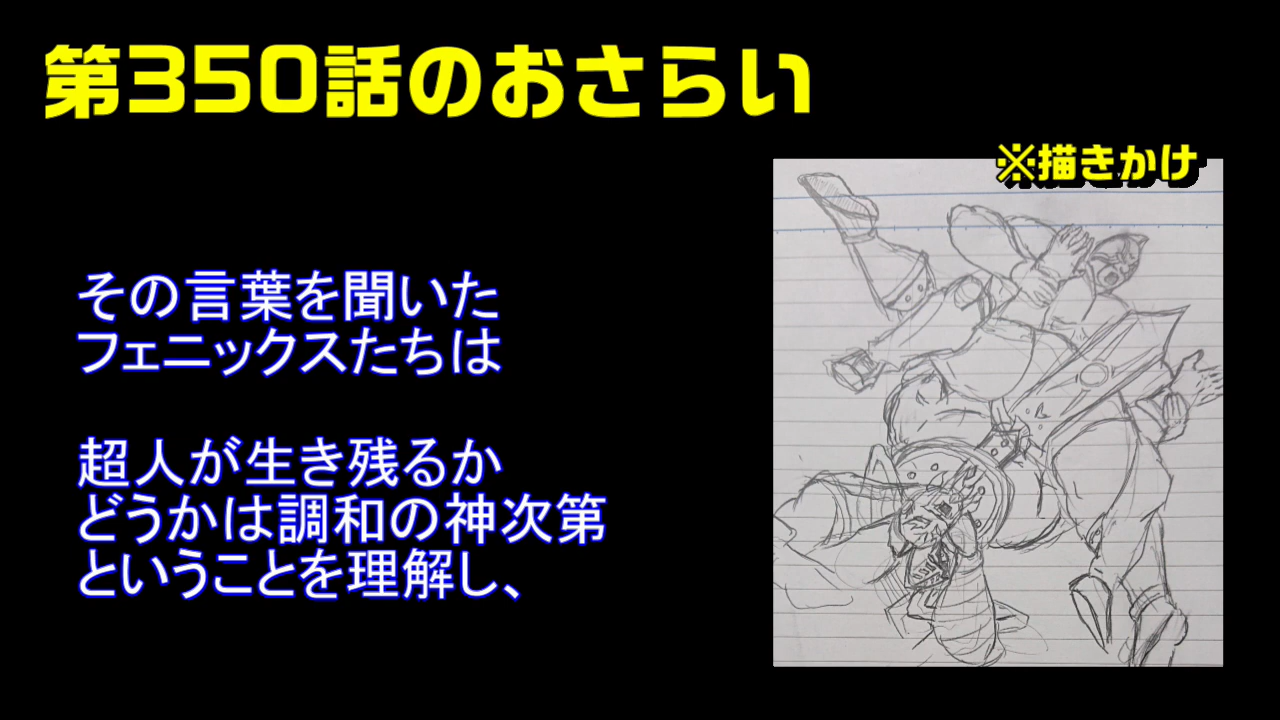 第350話のおさらい
※描きかけ
その言葉を聞いた
フェニックスたちは
超人が生き残るか
どうかは調和の神次第
ということを理解し、